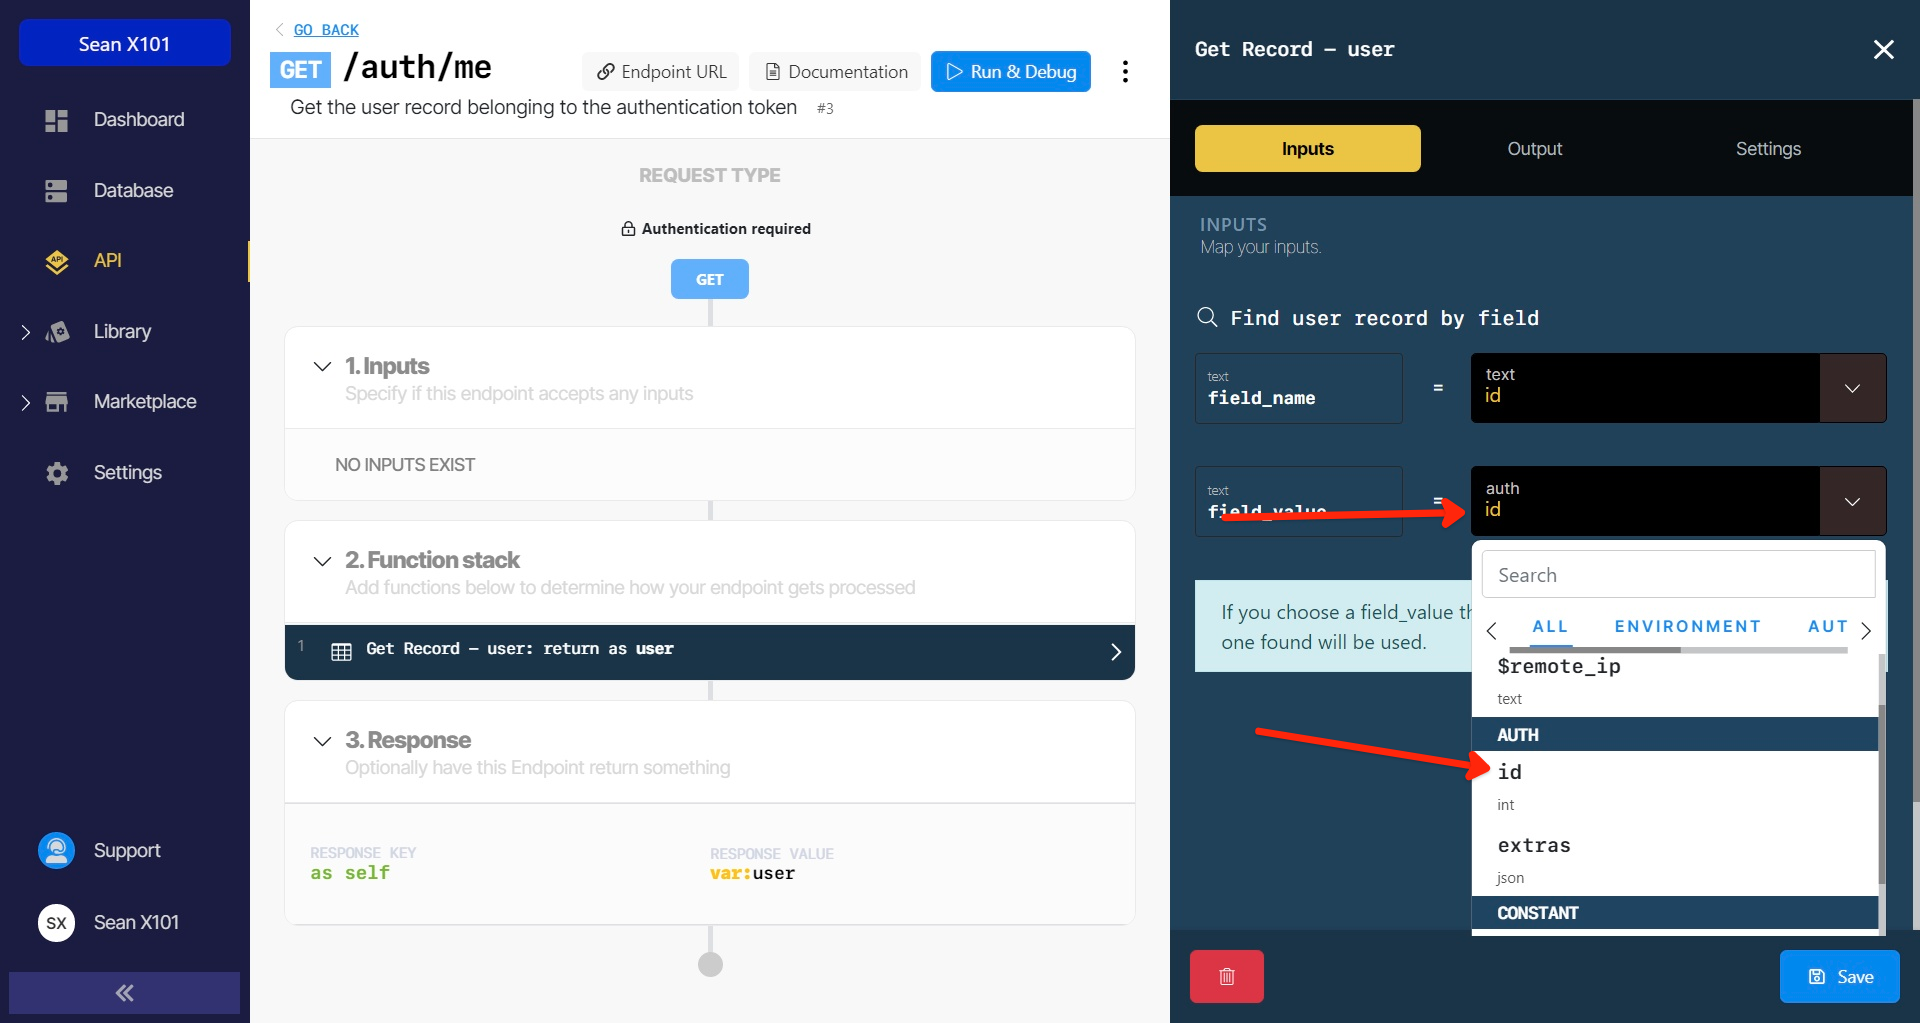 Sean X101
Dashboard
Database
API
API
Library
Marketplace
Settings
Support
SX
Sean X101
GO BACK
GET /auth/me
Endpoint URL
Documentation
Run & Debug
Get the user record belonging to the authentication token #3
REQUEST TYPE
Authentication required
GET
1. Inputs
Specify if this endpoint accepts any inputs
NO INPUTS EXIST
2. Function stack
Add functions below to determine how your endpoint gets processed
1 Get Record – user: return as user
3. Response
Optionally have this Endpoint return something
RESPONSE KEY
as self
RESPONSE VALUE
var:user
Get Record – user
Inputs
Output
Settings
INPUTS
Map your inputs.
Find user record by field
text
field_name
=
text
id
text
field_value
=
auth
id
If you choose a field_value th
one found will be used.
Search
ALL
ENVIRONMENT
AUT
$remote_ip
text
AUTH
id
int
extras
json
CONSTANT
Save